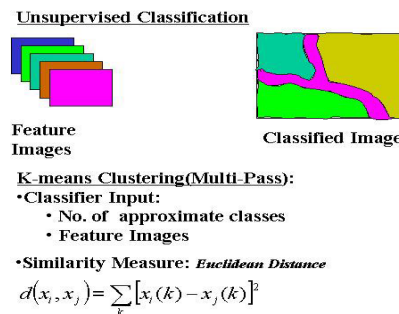 Unsupervised Classification
Feature
Images
Classified Image
K-means Clustering(Multi-Pass):
•Classifier Input:
• No. of approximate classes
• Feature Images
•Similarity Measure: Euclidean Distance
d(xᵢ, xⱼ) = ∑ₖ [xᵢ(k) − xⱼ(k)]²